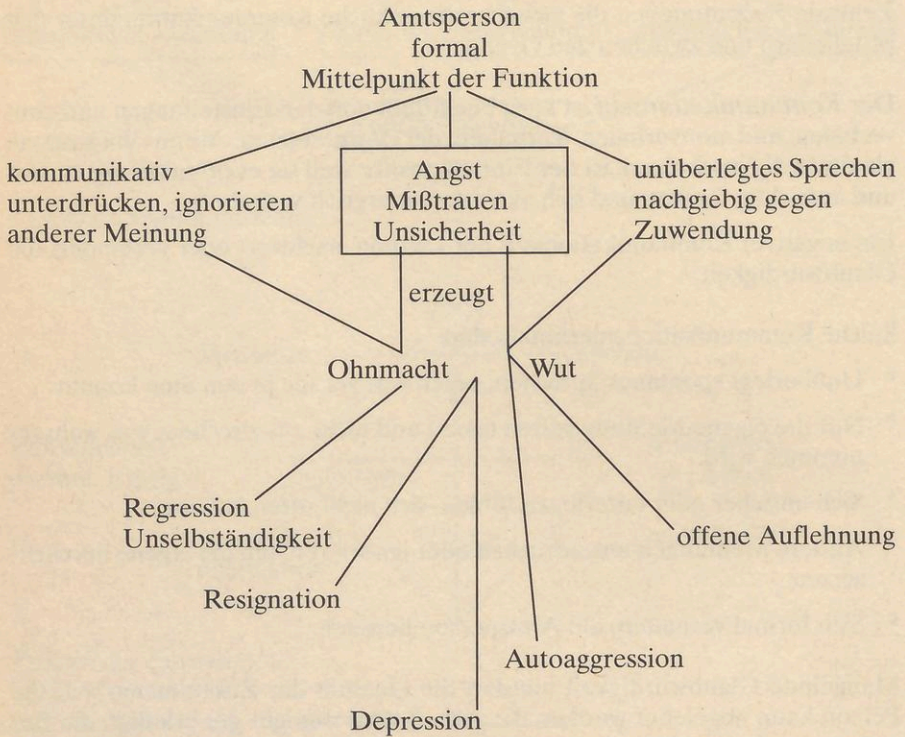 Amtsperson
formal
Mittelpunkt der Funktion
kommunikativ
unterdrücken, ignorieren
anderer Meinung
Angst
Mißtrauen
Unsicherheit
unüberlegtes Sprechen
nachgiebig gegen
Zuwendung
erzeugt
Ohnmacht
Wut
Regression
Unselbständigkeit
offene Auflehnung
Resignation
Autoaggression
Depression